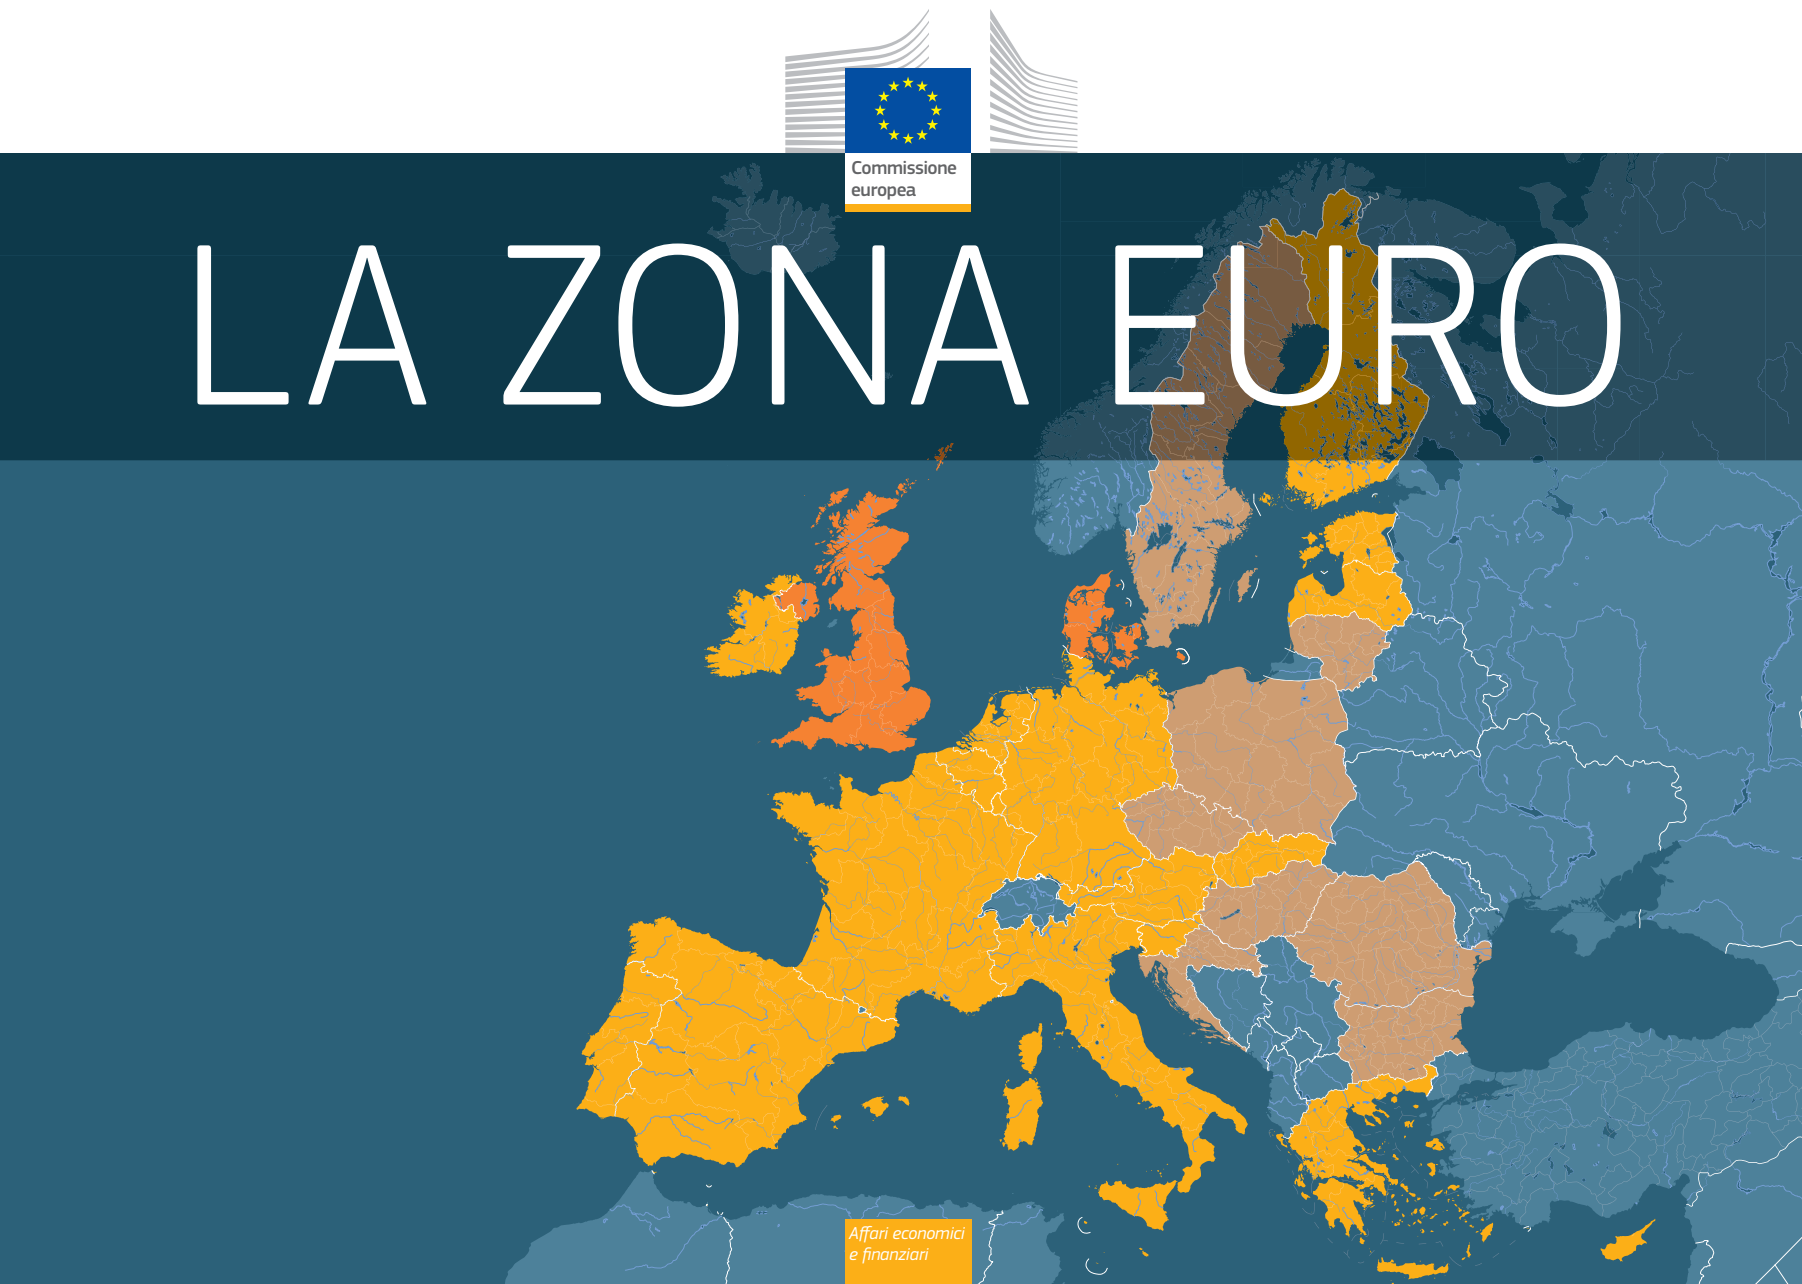 Commissione
europea
LA ZONA EURO
Affari economici
e finanziari